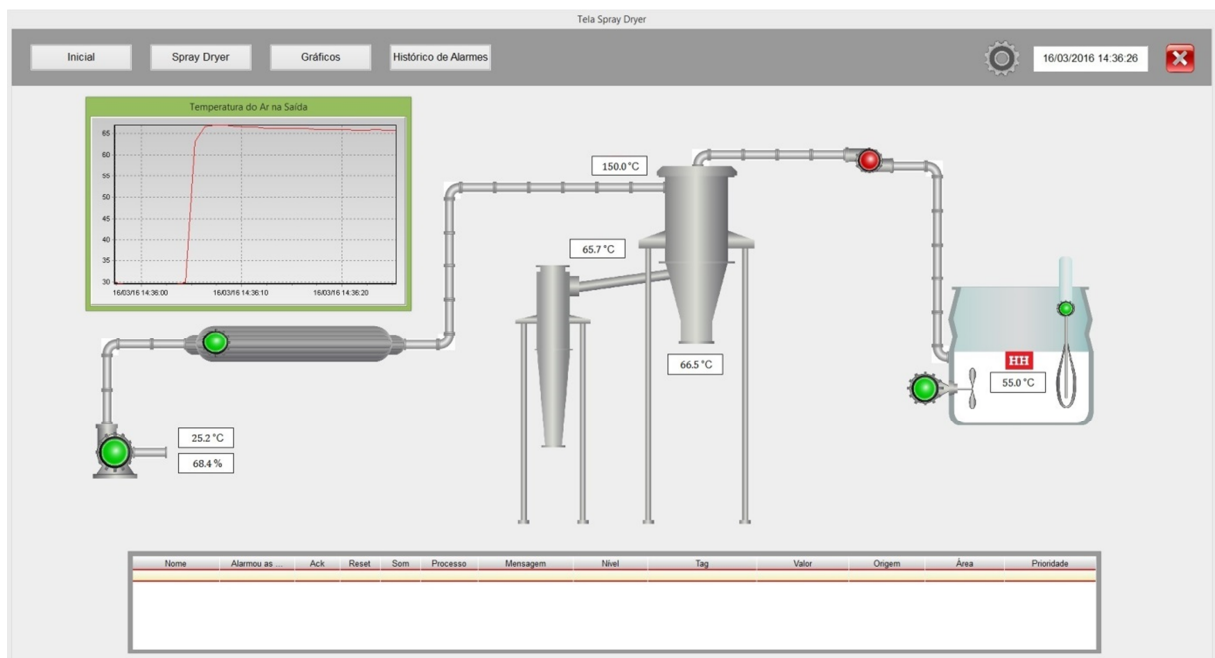 Tela Spray Dryer
Inicial
Spray Dryer
Gráficos
Histórico de Alarmes
16/03/2016 14:36:26
Temperatura do Ar na Saída
65
60
55
50
45
40
35
30
16/03/16 14:36:00
16/03/16 14:36:10
16/03/16 14:36:20
150.0 °C
65.7 °C
66.5 °C
HH
55.0 °C
25.2 °C
68.4 %
Nome Alarmou as ... Ack Reset Som Processo Mensagem Nível Tag Valor Origem Àrea Prioridade